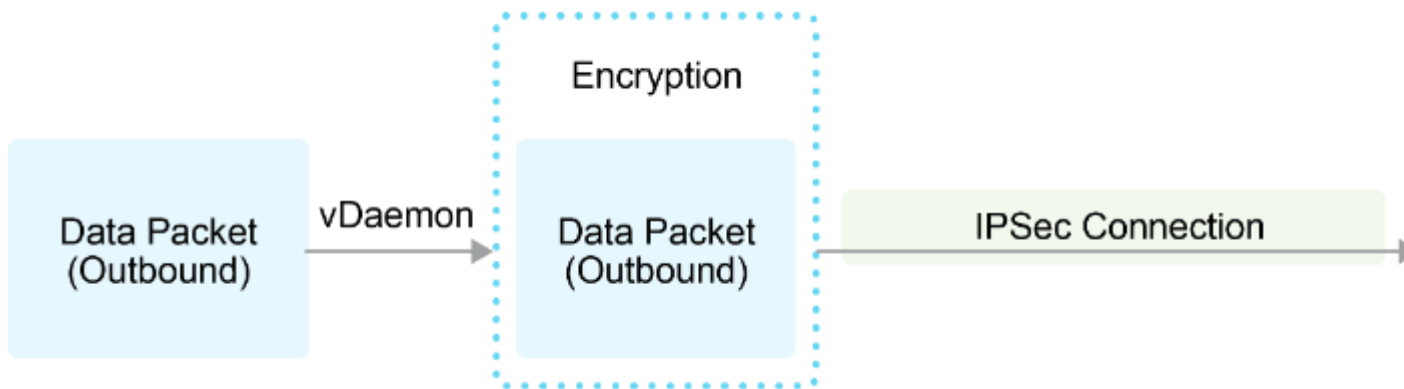 Encryption
Data Packet
(Outbound)
vDaemon
Data Packet
(Outbound)
IPSec Connection